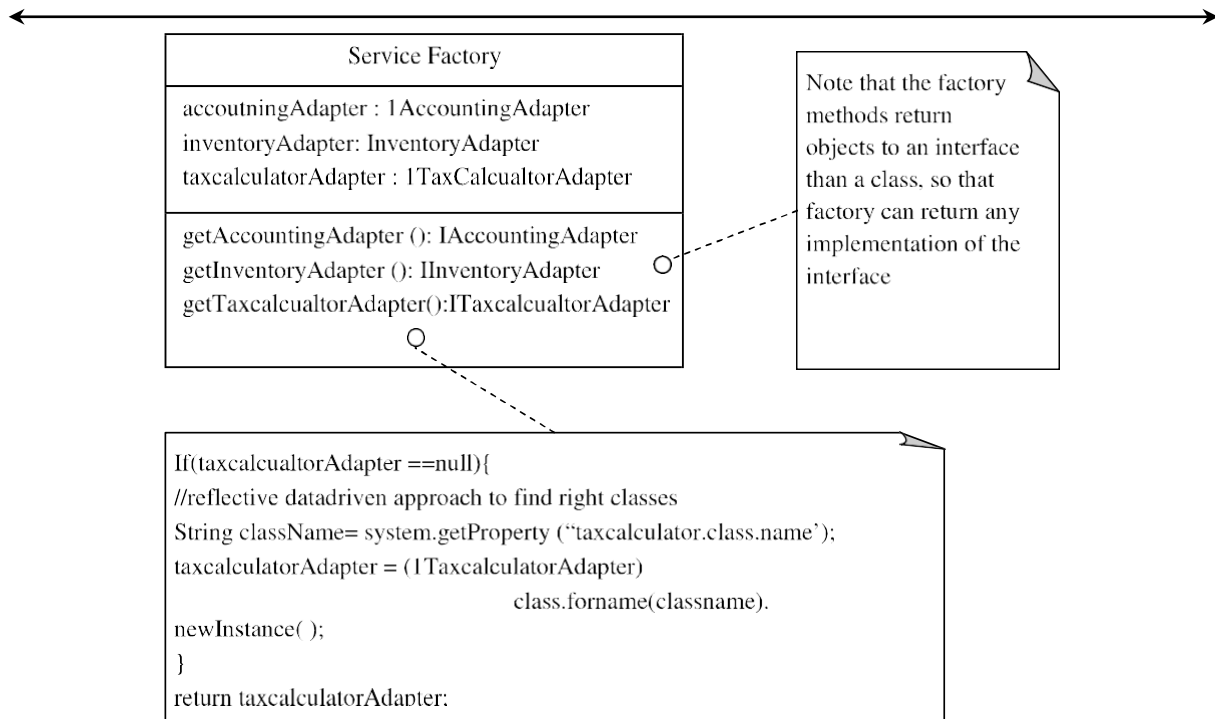 Service Factory
accoutningAdapter : 1AccountingAdapter
inventoryAdapter: InventoryAdapter
taxcalculatorAdapter : 1TaxCalcualtorAdapter
getAccountingAdapter (): IAccountingAdapter
getInventoryAdapter (): IInventoryAdapter
getTaxcalcualtorAdapter():ITaxcalcualtorAdapter
Note that the factory
methods return
objects to an interface
than a class, so that
factory can return any
implementation of the
interface
If(taxcalcualtorAdapter ==null){
//reflective datadriven approach to find right classes
String className= system.getProperty (“taxcalculator.class.name’);
taxcalculatorAdapter = (1TaxcalculatorAdapter)
class.forname(classname).
newInstance( );
}
return taxcalculatorAdapter;